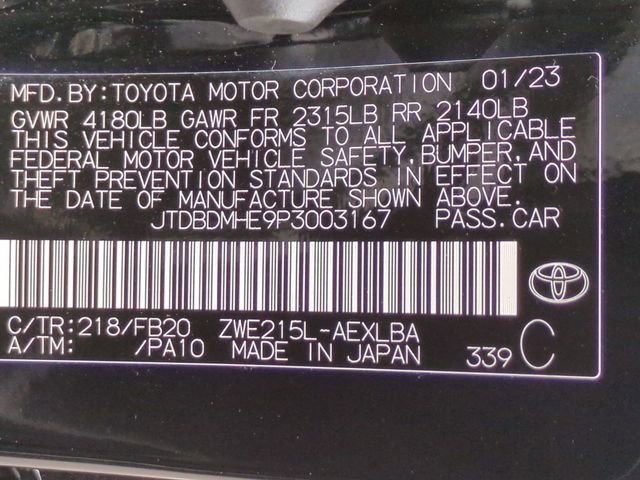 MFD.BY:TOYOTA MOTOR CORPORATION 01/23
GVWR 4180LB GAWR FR 2315LB RR 2140LB
THIS VEHICLE CONFORMS TO ALL APPLICABLE
FEDERAL MOTOR VEHICLE SAFETY,BUMPER,AND
THEFT PREVENTION STANDARDS IN EFFECT ON
THE DATE OF MANUFACTURE SHOWN ABOVE.
JTDBDMHE9P3003167 PASS.CAR
C/TR:218/FB20 ZWE215L-AEXLBA
A/TM: /PA10 MADE IN JAPAN 339 C